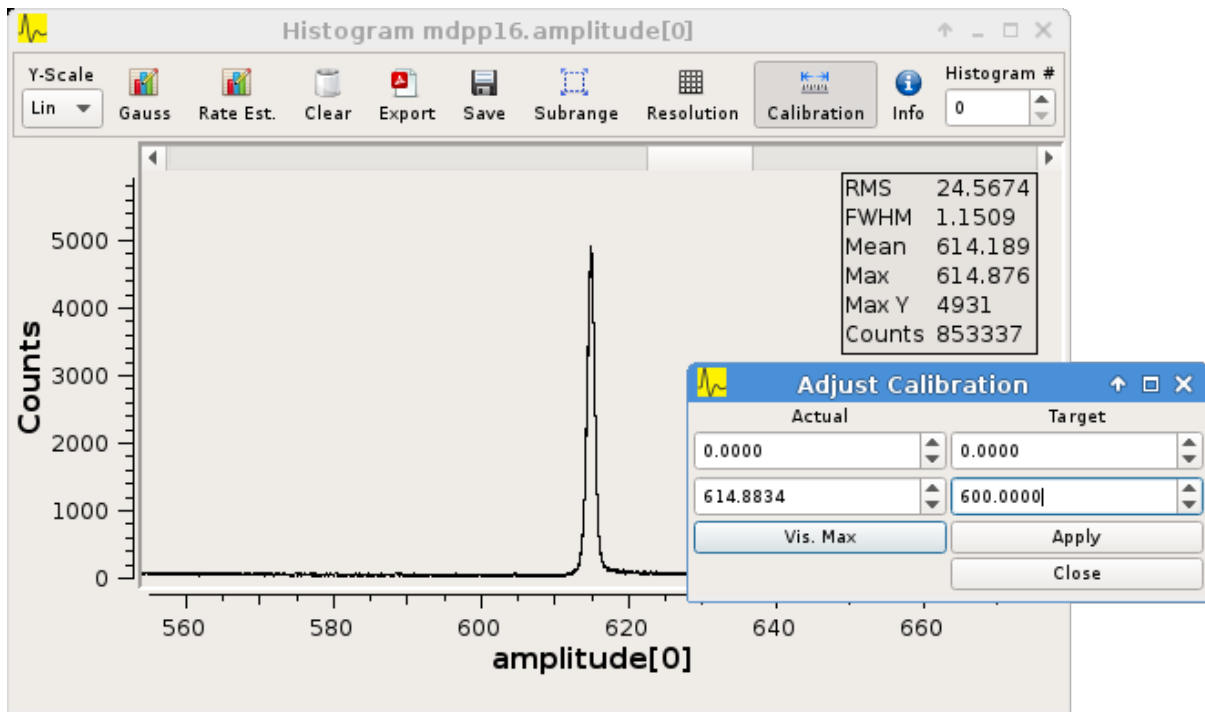 Histogram mdpp16.amplitude[0]
Y-Scale
Lin
Gauss
Rate Est.
Clear
Export
Save
Subrange
Resolution
Calibration
Info
Histogram #
0
RMS 24.5674
FWHM 1.1509
Mean 614.189
Max 614.876
Max Y 4931
Counts 853337
Counts
5000
4000
3000
2000
1000
0
560 580 600 620 640 660
amplitude[0]
Adjust Calibration
Actual Target
0.0000 0.0000
614.8834 600.0000
Vis. Max Apply
Close